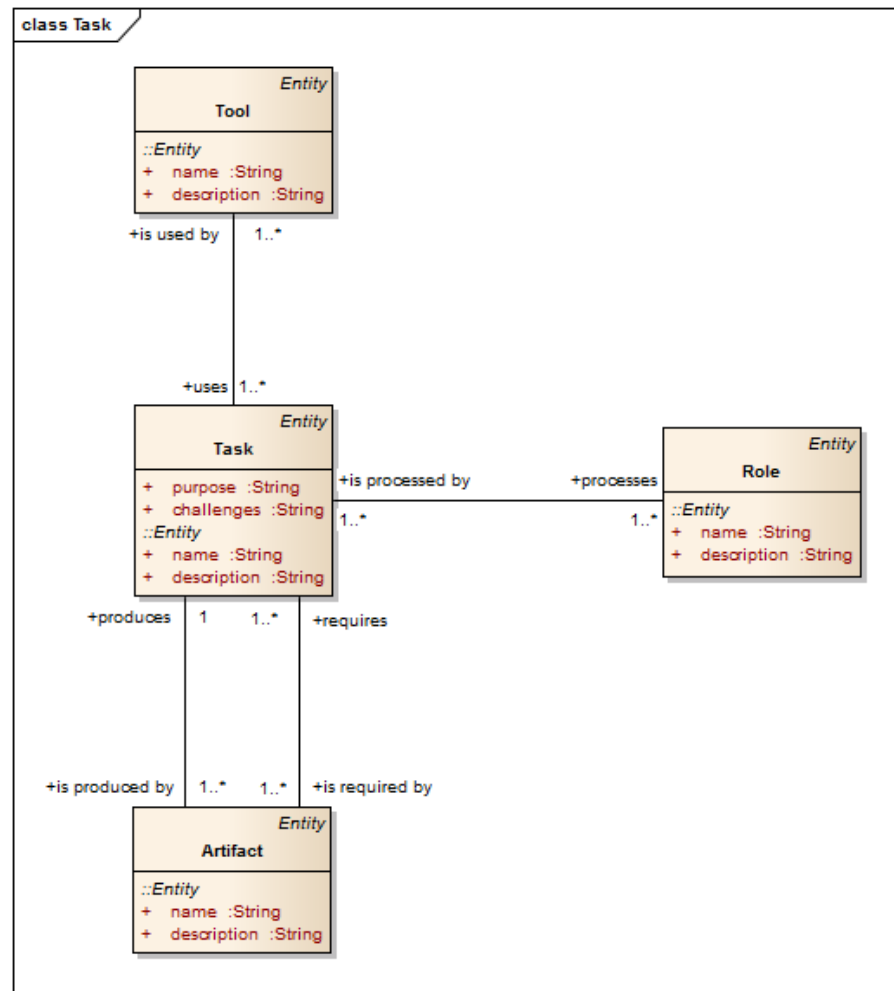 class Task
Entity
Tool
::Entity
+ name :String
+ description :String
+is used by 1..*
+uses 1..*
Entity
Task
+ purpose :String
+ challenges :String
::Entity
+ name :String
+ description :String
+is processed by +processes
1..* 1..*
Entity
Role
::Entity
+ name :String
+ description :String
+produces 1 1..* +requires
+is produced by 1..* 1..* +is required by
Entity
Artifact
::Entity
+ name :String
+ description :String